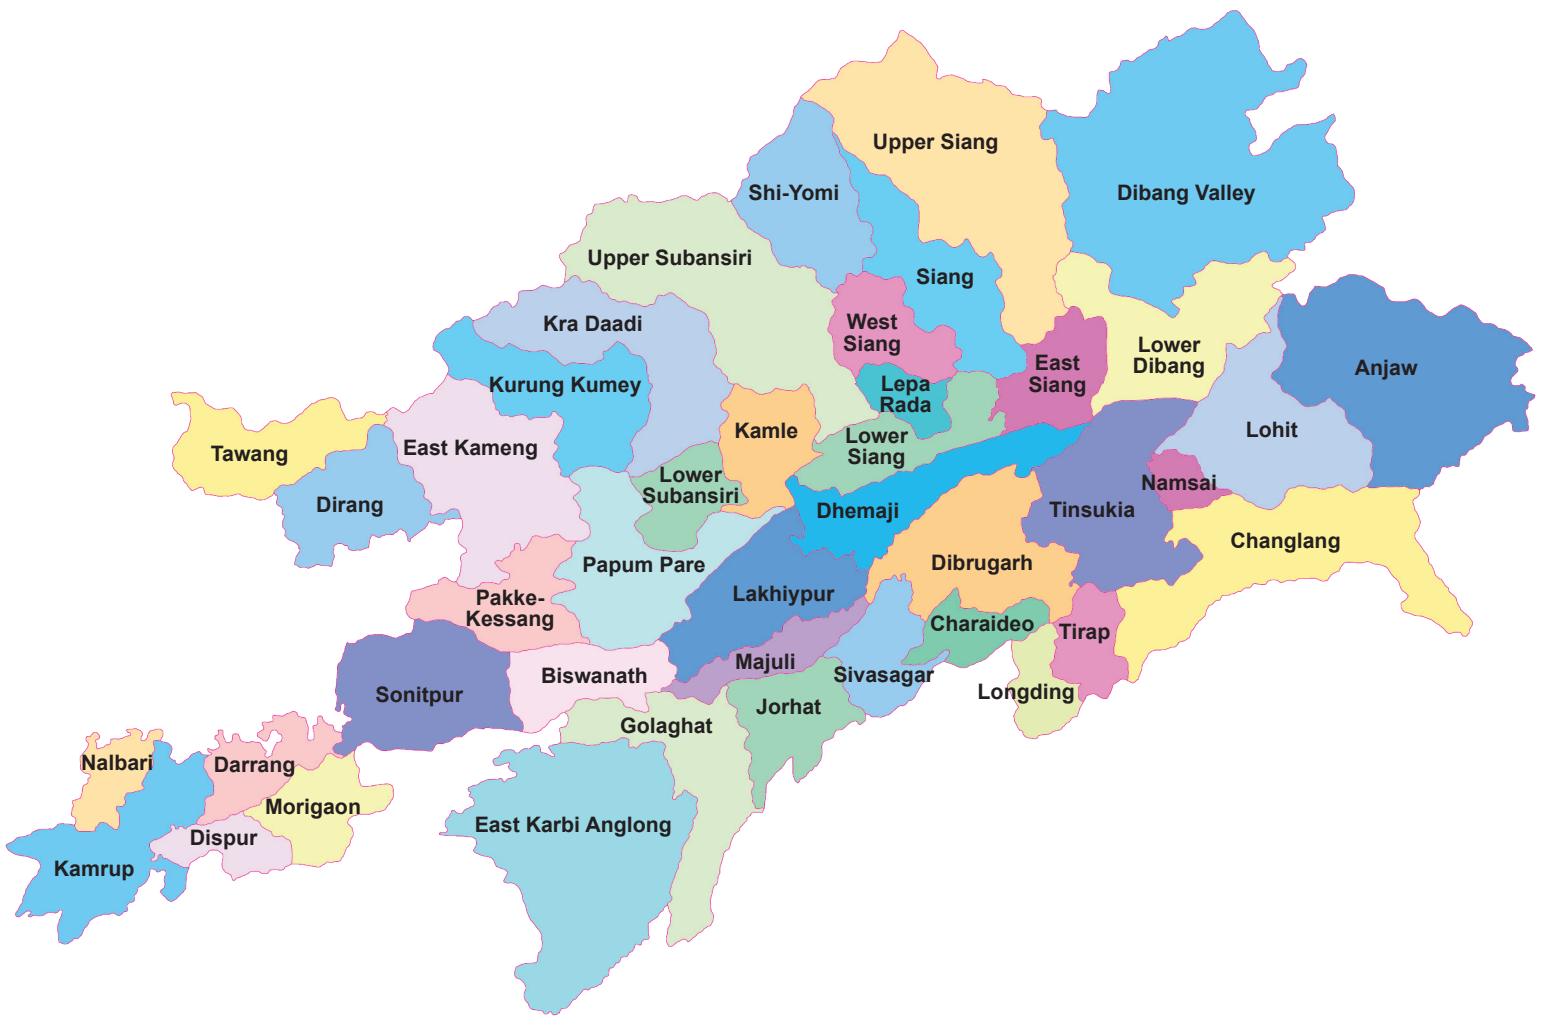 Upper Siang
Shi-Yomi
Dibang Valley
Upper Subansiri
Siang
Kra Daadi
West
Siang
Lower
Dibang
East
Siang
Anjaw
Kurung Kumey
Lepa
Rada
Tawang
East Kameng
Kamle
Lower
Siang
Lohit
Dirang
Lower
Subansiri
Dhemaji
Tinsukia
Namsai
Changlang
Papum Pare
Dibrugarh
Pakke-
Kessang
Lakhiypur
Charaideo
Tirap
Majuli
Biswanath
Sivasagar
Longding
Sonitpur
Jorhat
Golaghat
Nalbari
Darrang
Morigaon
Dispur
East Karbi Anglong
Kamrup